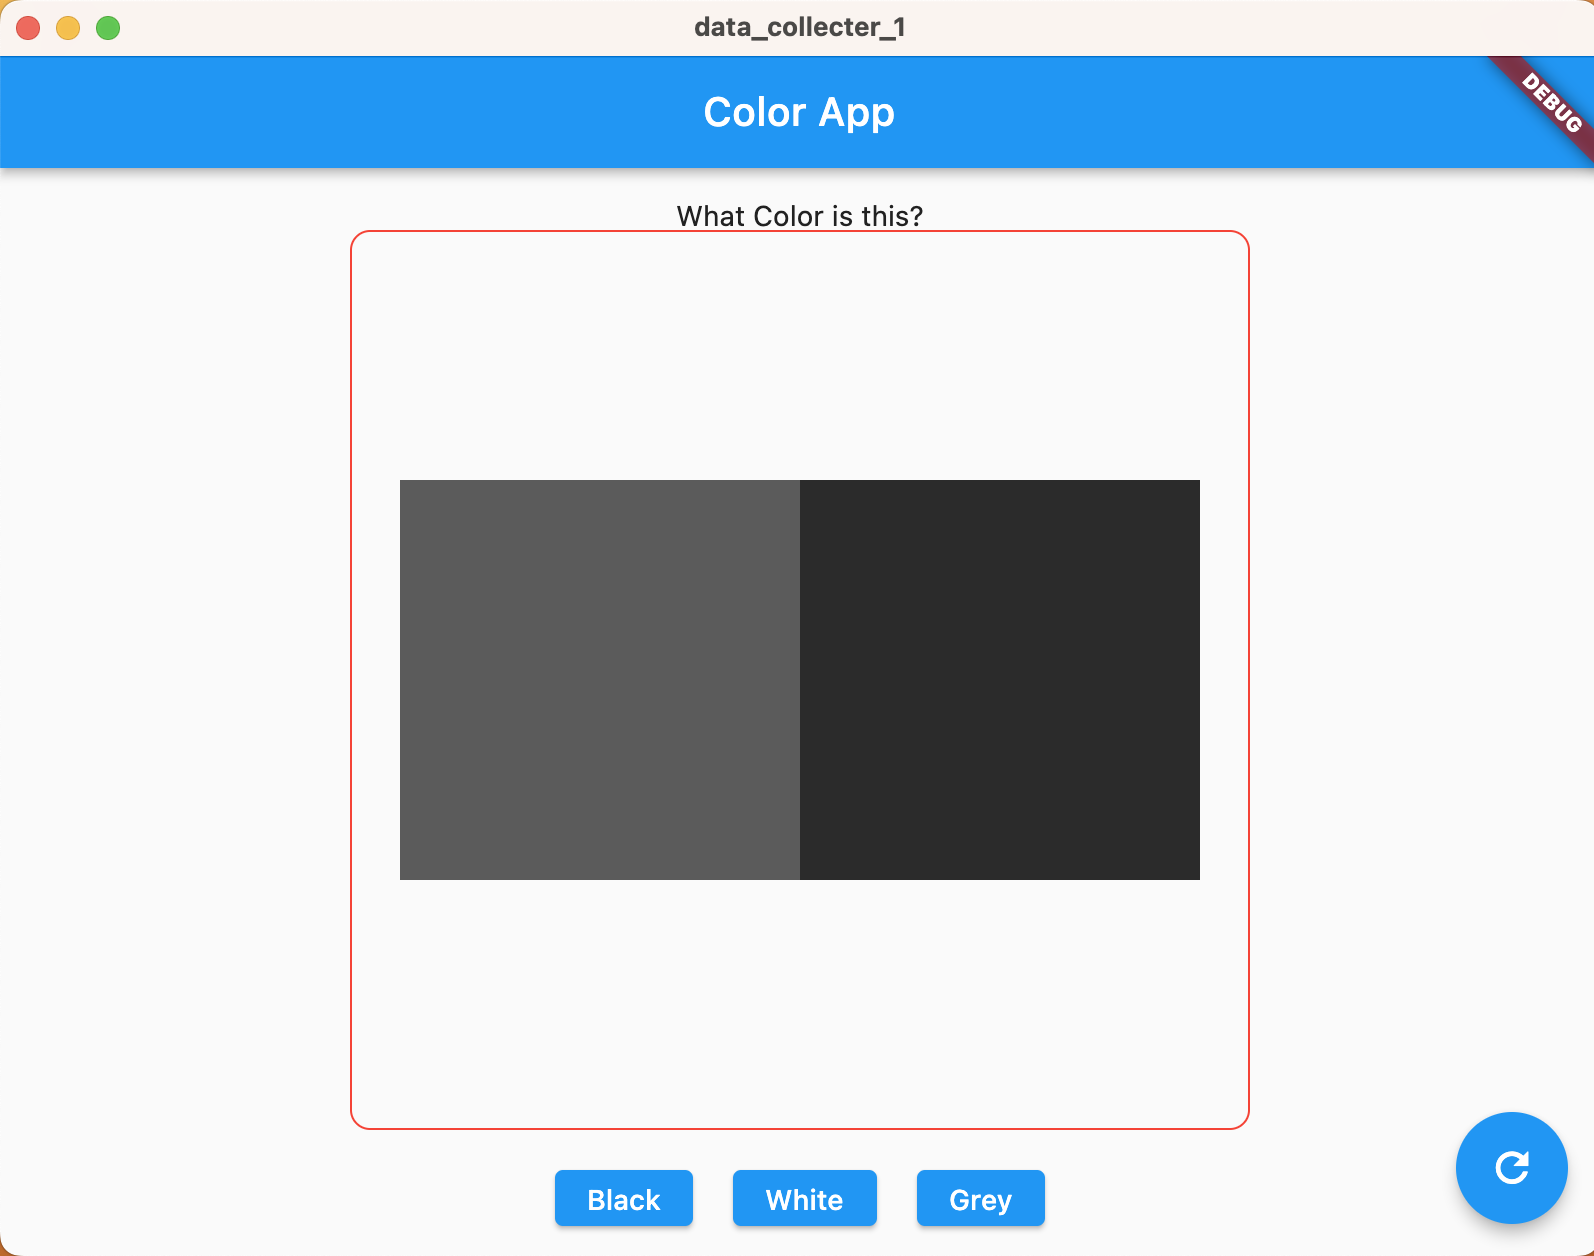 data_collecter_1
Color App
DEBUG
What Color is this?
Black
White
Grey